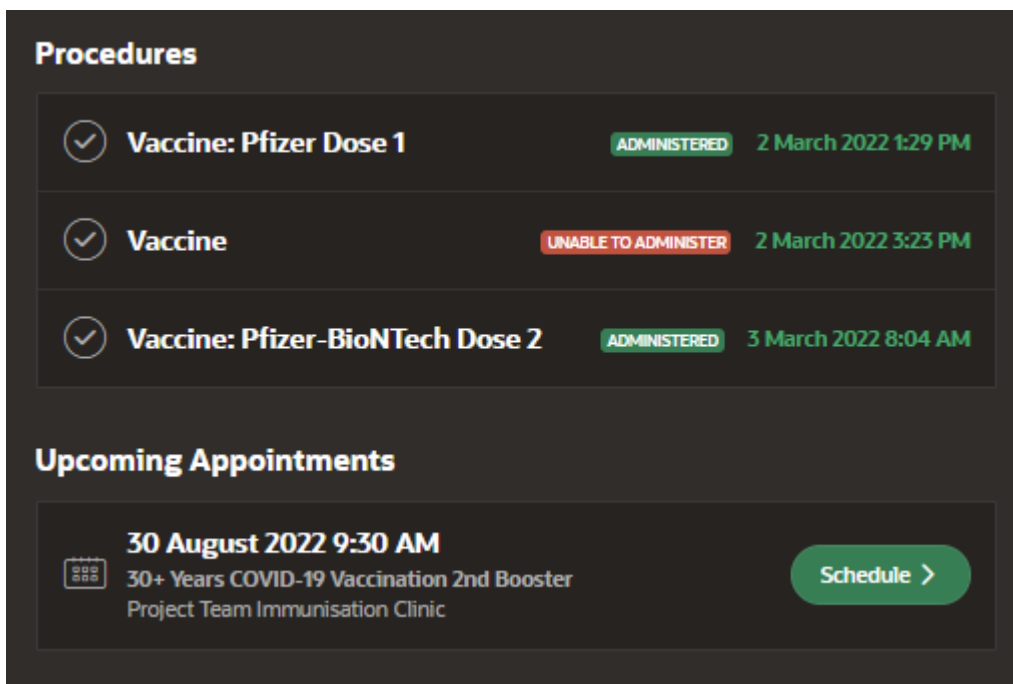 Procedures
Vaccine: Pfizer Dose 1 ADMINISTERED 2 March 2022 1:29 PM
Vaccine UNABLE TO ADMINISTER 2 March 2022 3:23 PM
Vaccine: Pfizer-BioNTech Dose 2 ADMINISTERED 3 March 2022 8:04 AM
Upcoming Appointments
30 August 2022 9:30 AM
30+ Years COVID-19 Vaccination 2nd Booster
Schedule
Project Team Immunisation Clinic